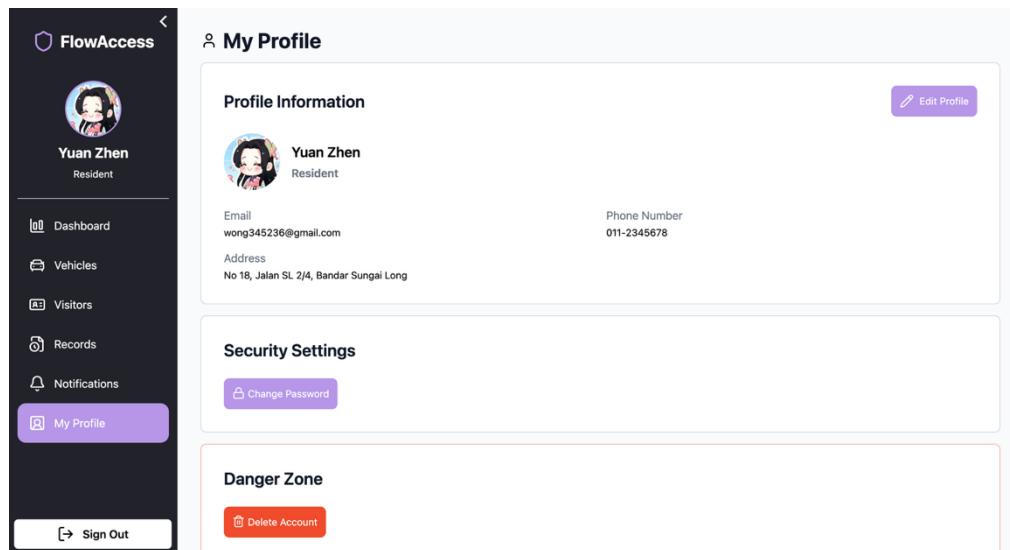 FlowAccess
Yuan Zhen
Resident
Dashboard
Vehicles
Visitors
Records
Notifications
My Profile
Sign Out
My Profile
Profile Information
Edit Profile
Yuan Zhen
Resident
Email
wong345236@gmail.com
Phone Number
011-2345678
Address
No 18, Jalan SL 2/4, Bandar Sungai Long
Security Settings
Change Password
Danger Zone
Delete Account